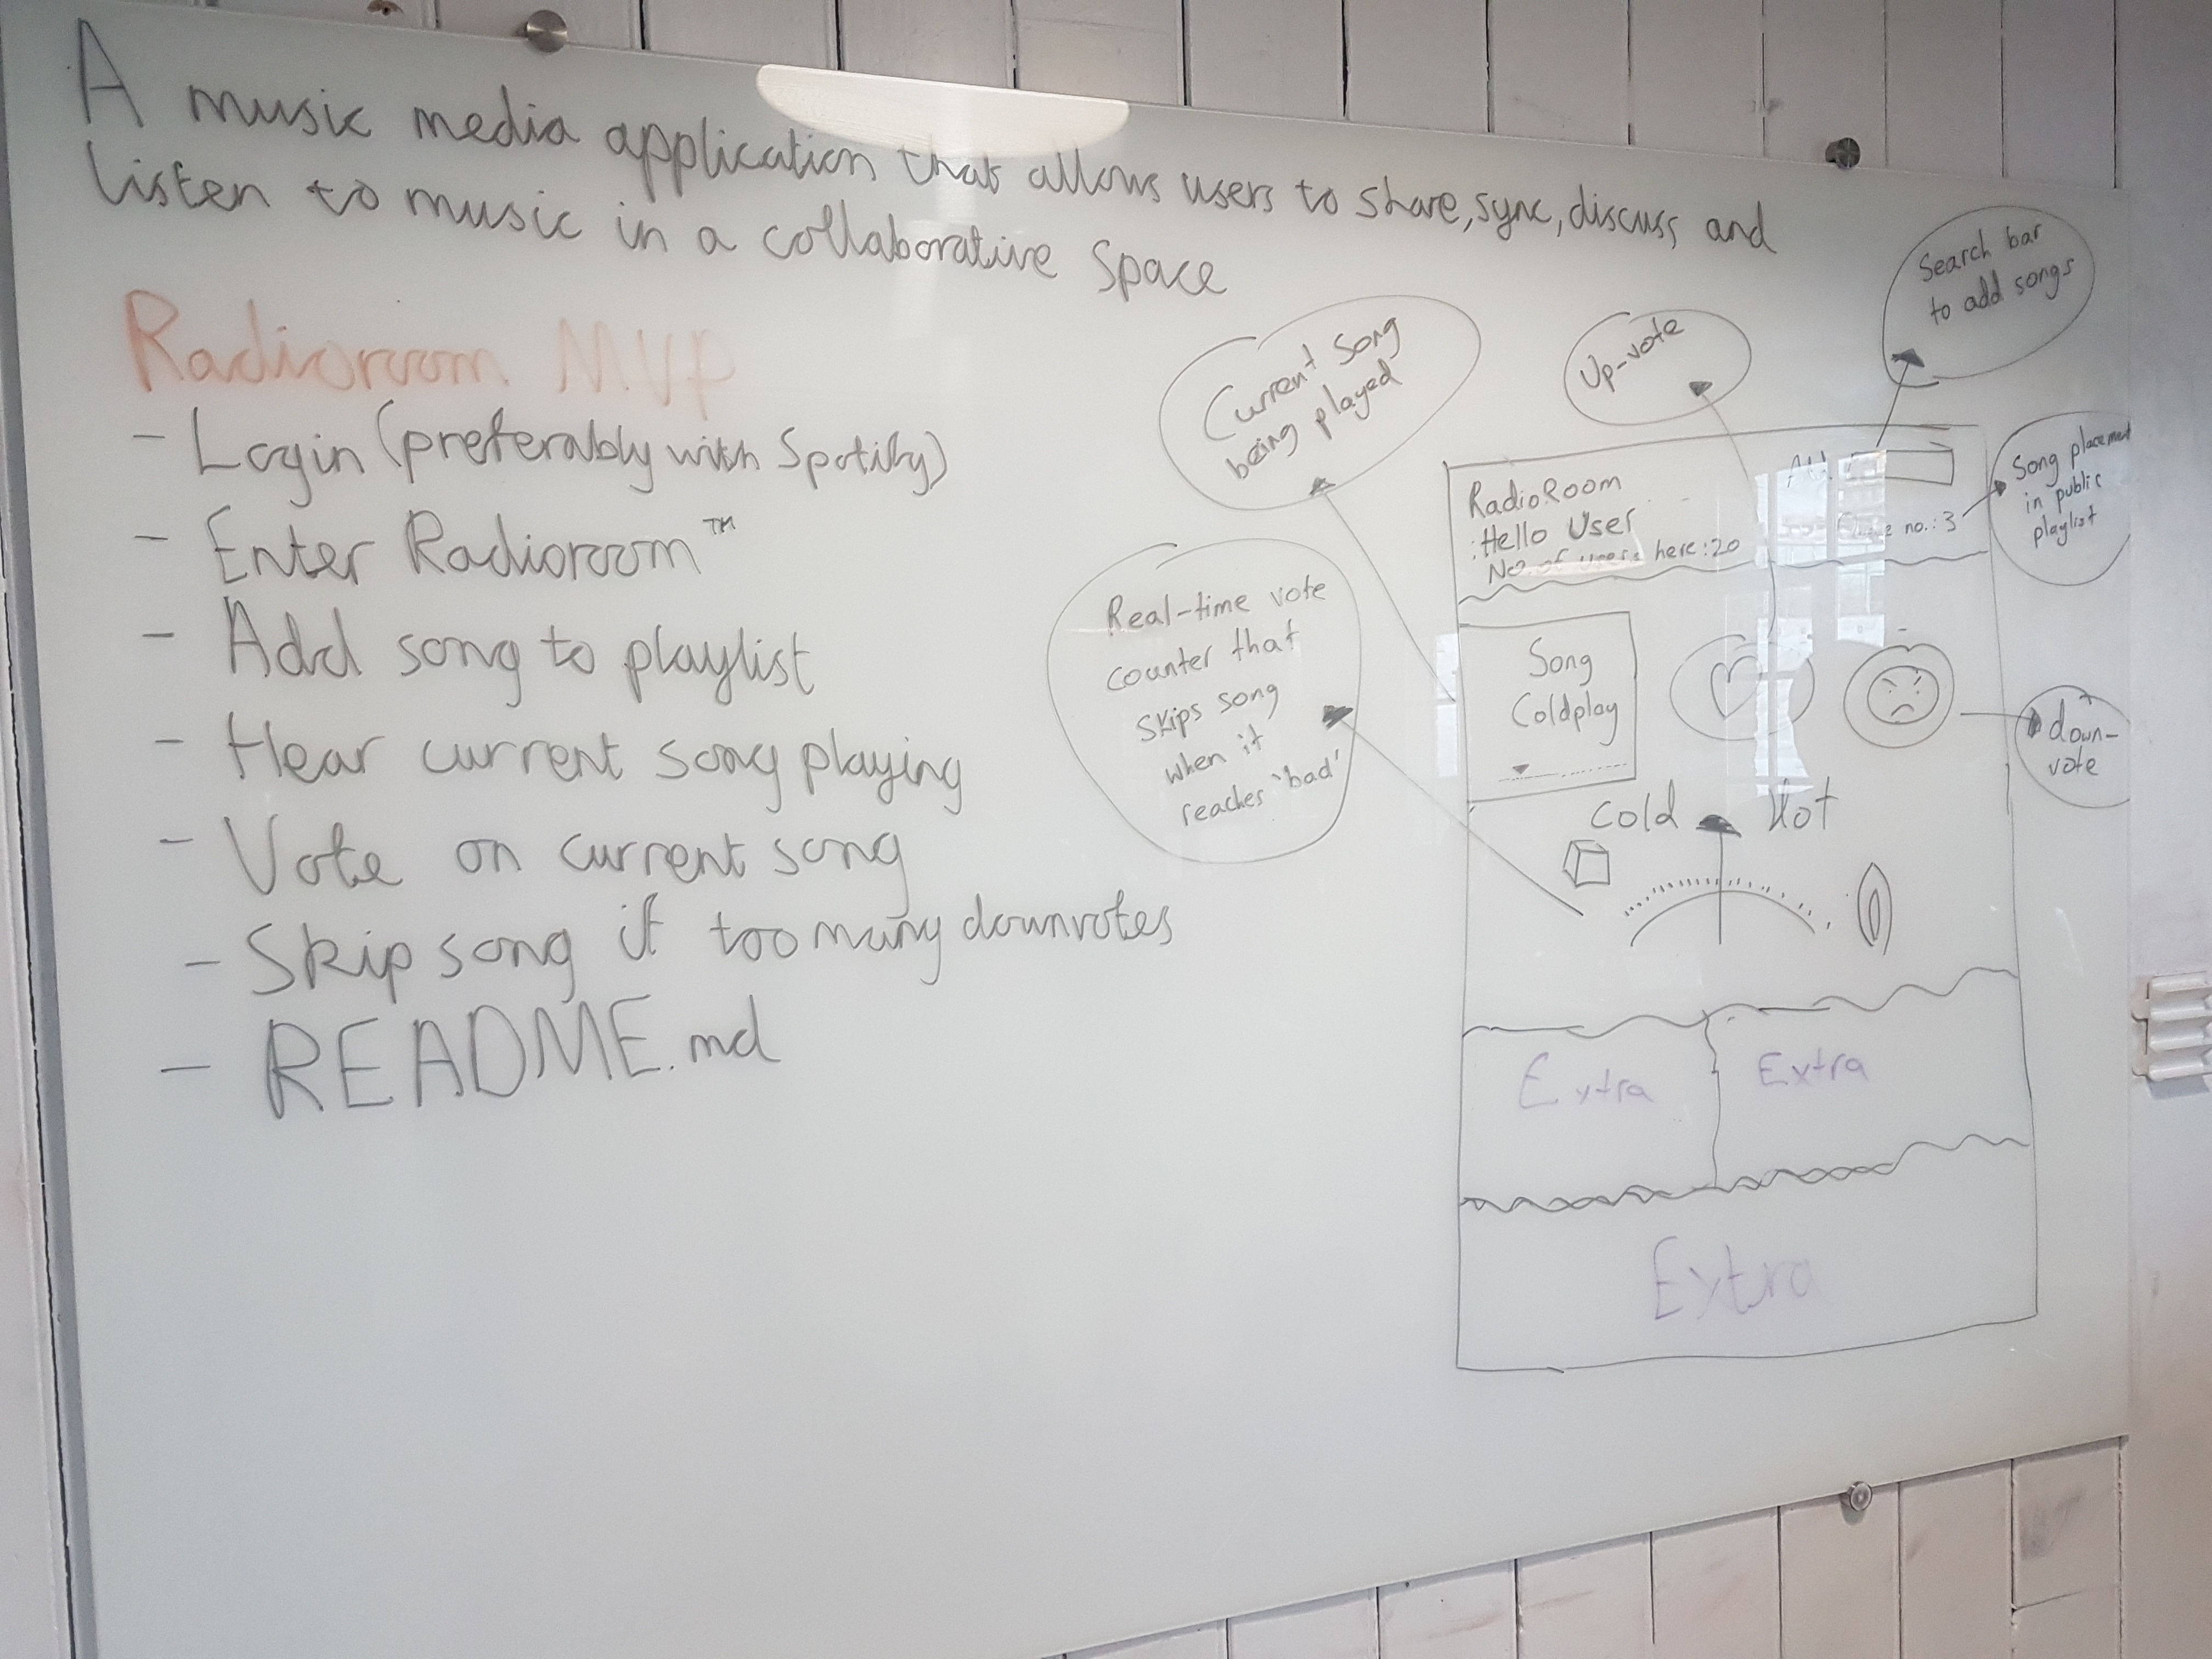 A music media application that allows users to share, sync, discuss, and
listen to music in a collaborative space
Radioroom MVP
- Login (preferably with Spotify)
- Enter Radioroom™
- Add song to playlist
- Hear current song playing
- Vote on current song
- Skip song if too many downvotes
- README.md
Current song
being played
Up-vote
Search bar
to add songs
Song placement
in public
playlist
Real-time vote
counter that
skips song
when it
reaches 'bad'
RadioRoom
:Hello User
No. of users here:20
no.: 3
Song
Coldplay
down-
vote
Cold Hot
Extra Extra
Extra